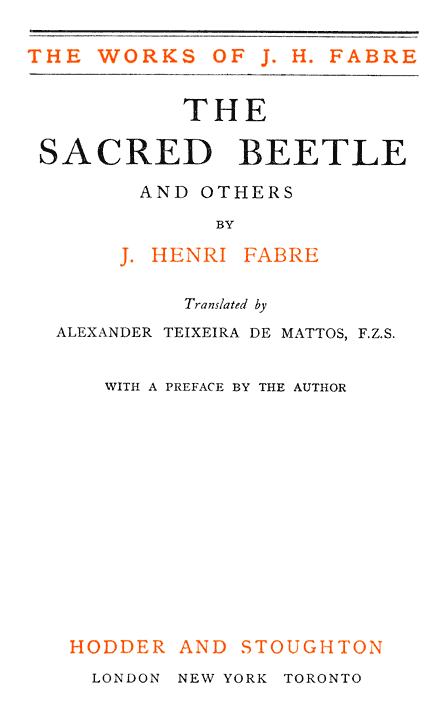 THE WORKS OF J. H. FABRE
THE
SACRED BEETLE
AND OTHERS
BY
J. HENRI FABRE
Translated by
ALEXANDER TEIXEIRA DE MATTOS, F.Z.S.
WITH A PREFACE BY THE AUTHOR
HODDER AND STOUGHTON
LONDON NEW YORK TORONTO